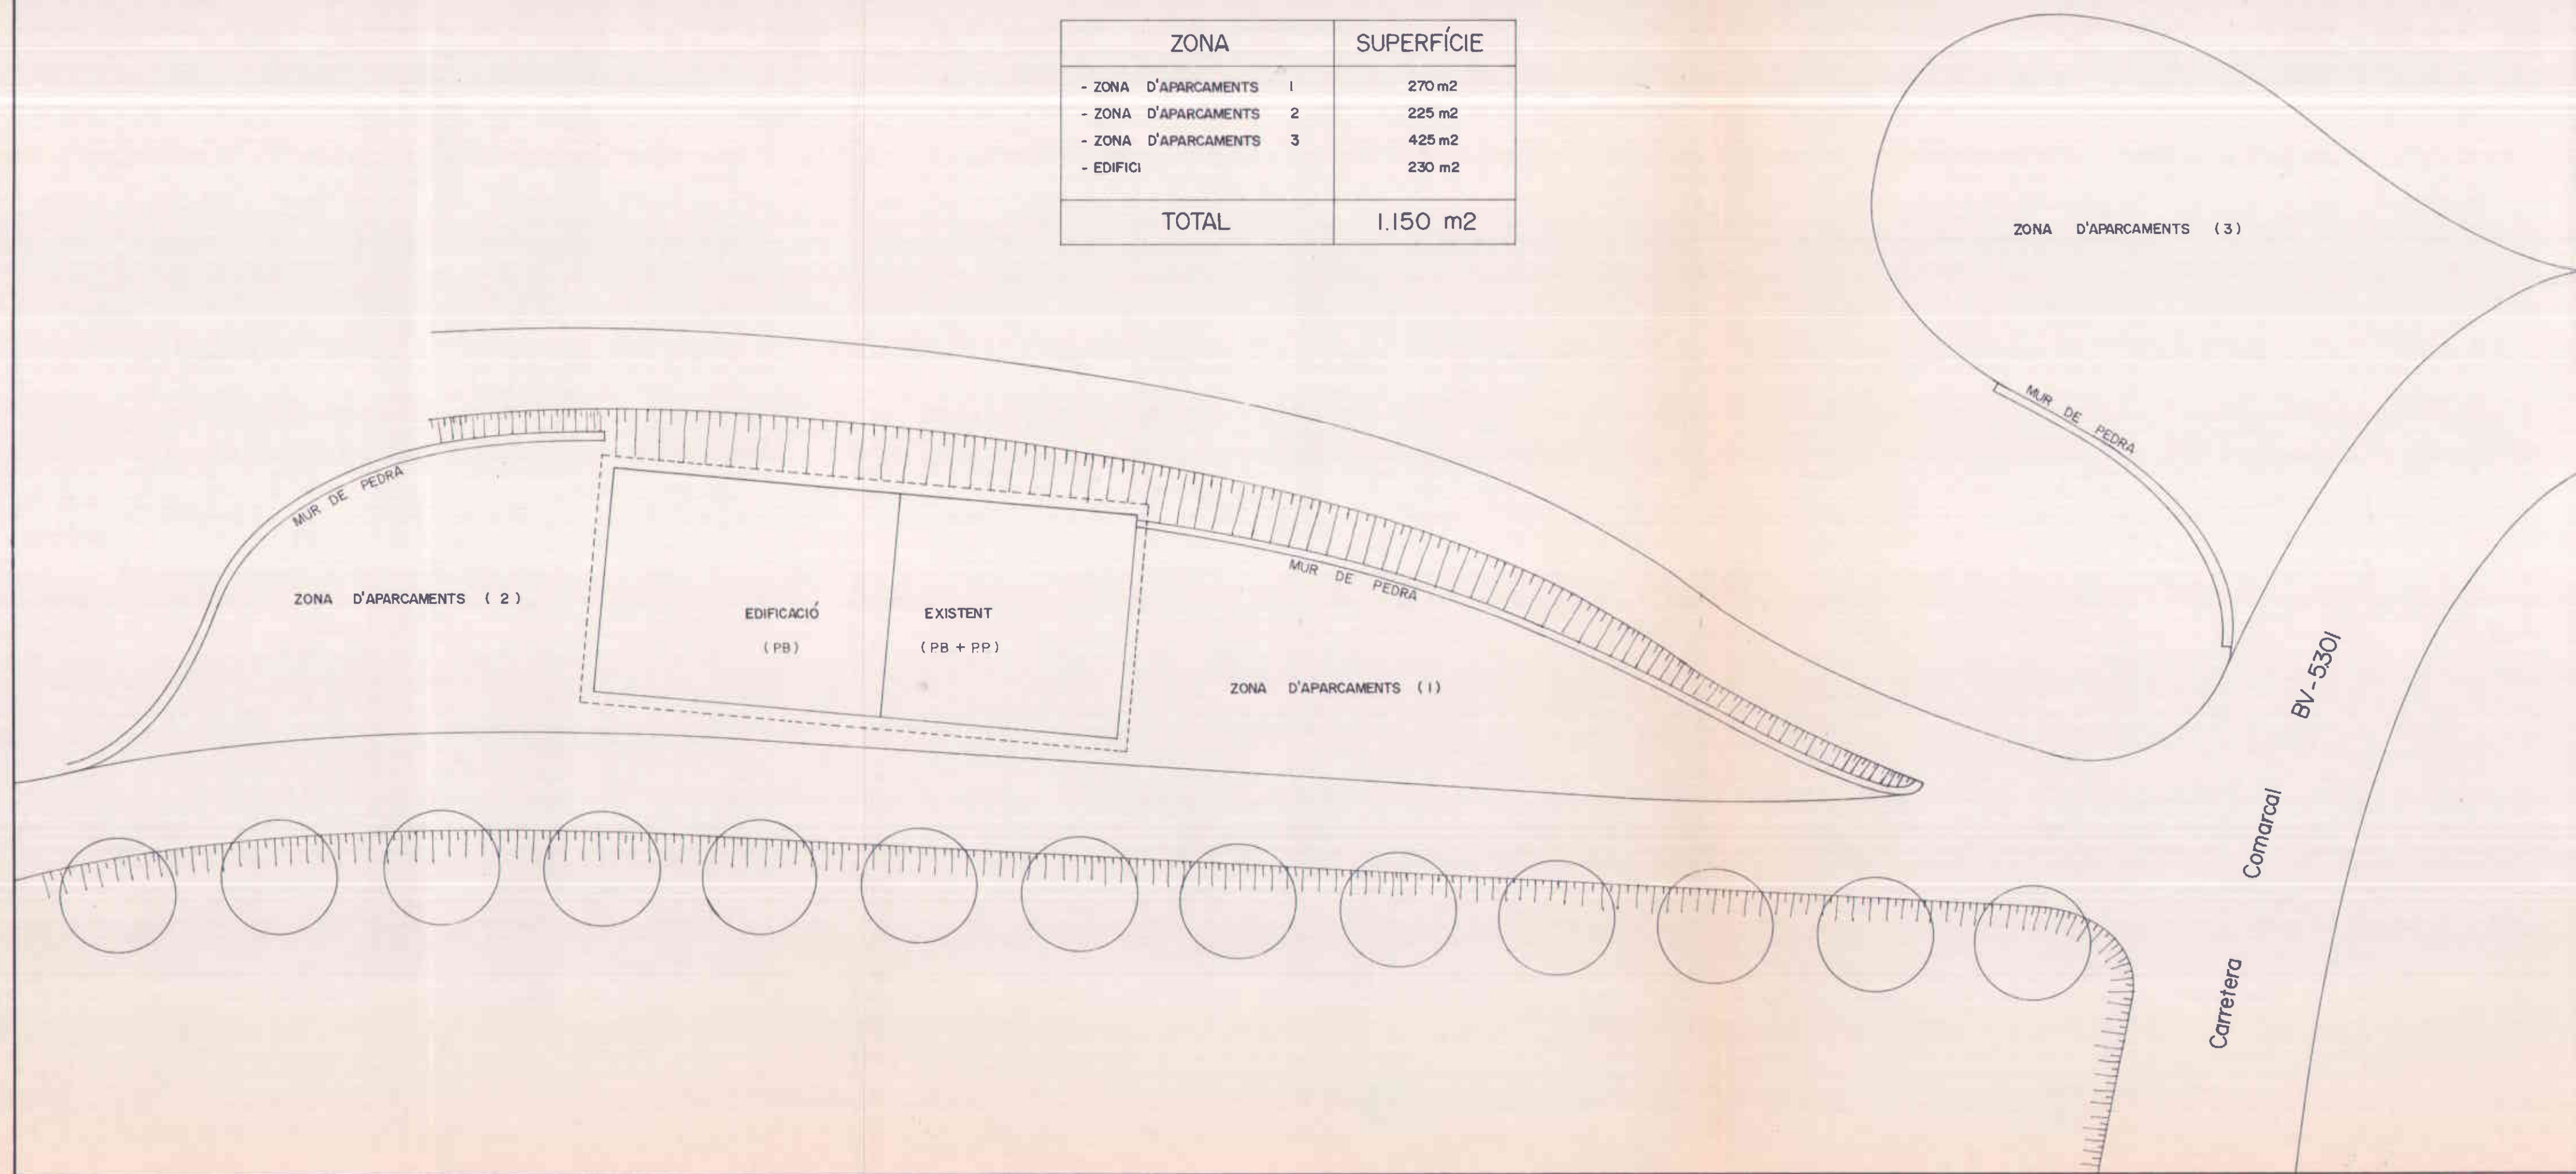 ZONA SUPERFÍCIE
- ZONA D'APARCAMENTS 1 270 m2
- ZONA D'APARCAMENTS 2 225 m2
- ZONA D'APARCAMENTS 3 425 m2
- EDIFICI 230 m2
TOTAL 1.150 m2
ZONA D'APARCAMENTS (3)
MUR DE PEDRA
MUR DE PEDRA
MUR DE PEDRA
ZONA D'APARCAMENTS ( 2 )
EDIFICACIÓ
(PB)
EXISTENT
(PB + P.P)
ZONA D'APARCAMENTS (1)
Carretera Comarcal BV-5301